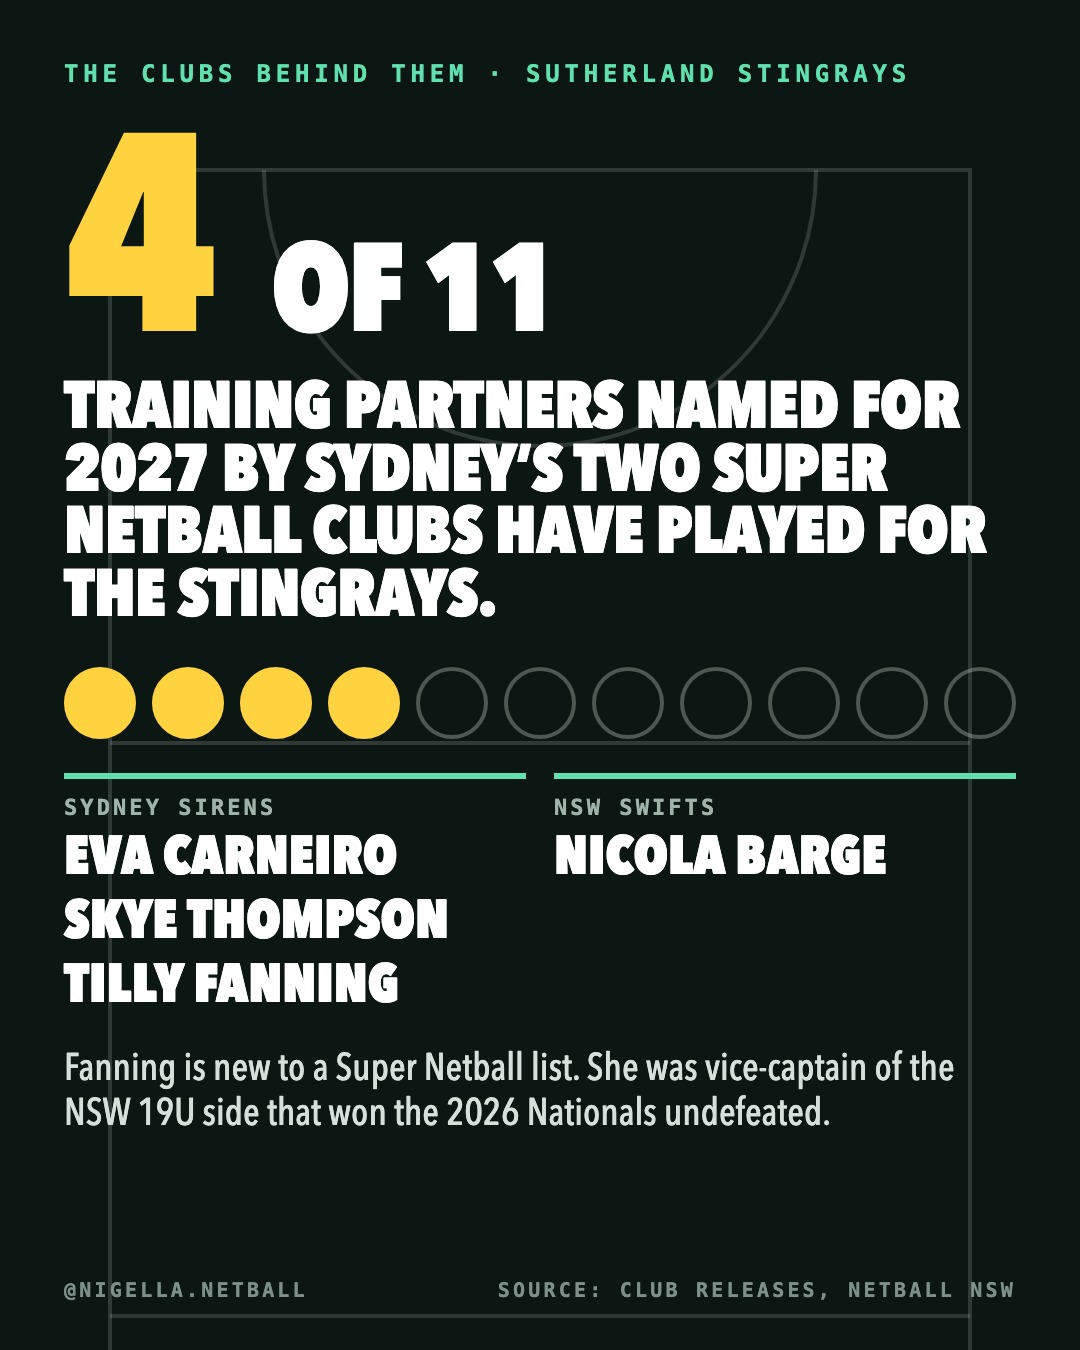 THE CLUBS BEHIND THEM · SUTHERLAND STINGRAYS
4 OF 11
TRAINING PARTNERS NAMED FOR
2027 BY SYDNEY’S TWO SUPER
NETBALL CLUBS HAVE PLAYED FOR
THE STINGRAYS.
SYDNEY SIRENS
EVA CARNEIRO
SKYE THOMPSON
TILLY FANNING
NSW SWIFTS
NICOLA BARGE
Fanning is new to a Super Netball list. She was vice-captain of the
NSW 19U side that won the 2026 Nationals undefeated.
@NIGELLA.NETBALL
SOURCE: CLUB RELEASES, NETBALL NSW